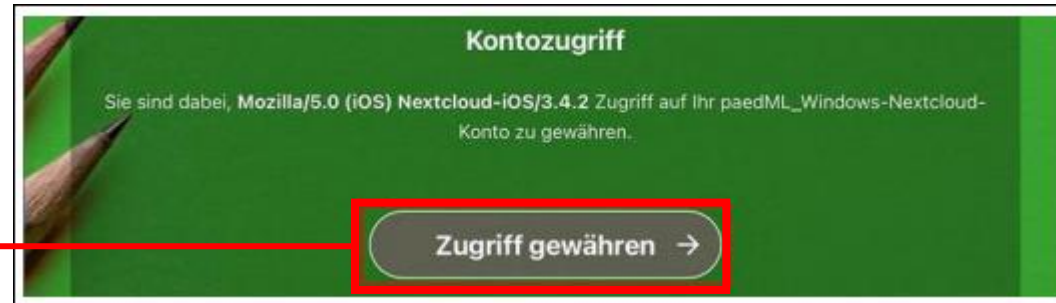 Kontozugriff
Sie sind dabei, Mozilla/5.0 (iOS) Nextcloud-iOS/3.4.2 Zugriff auf Ihr paedML_Windows-Nextcloud-
Konto zu gewähren.
Zugriff gewähren →